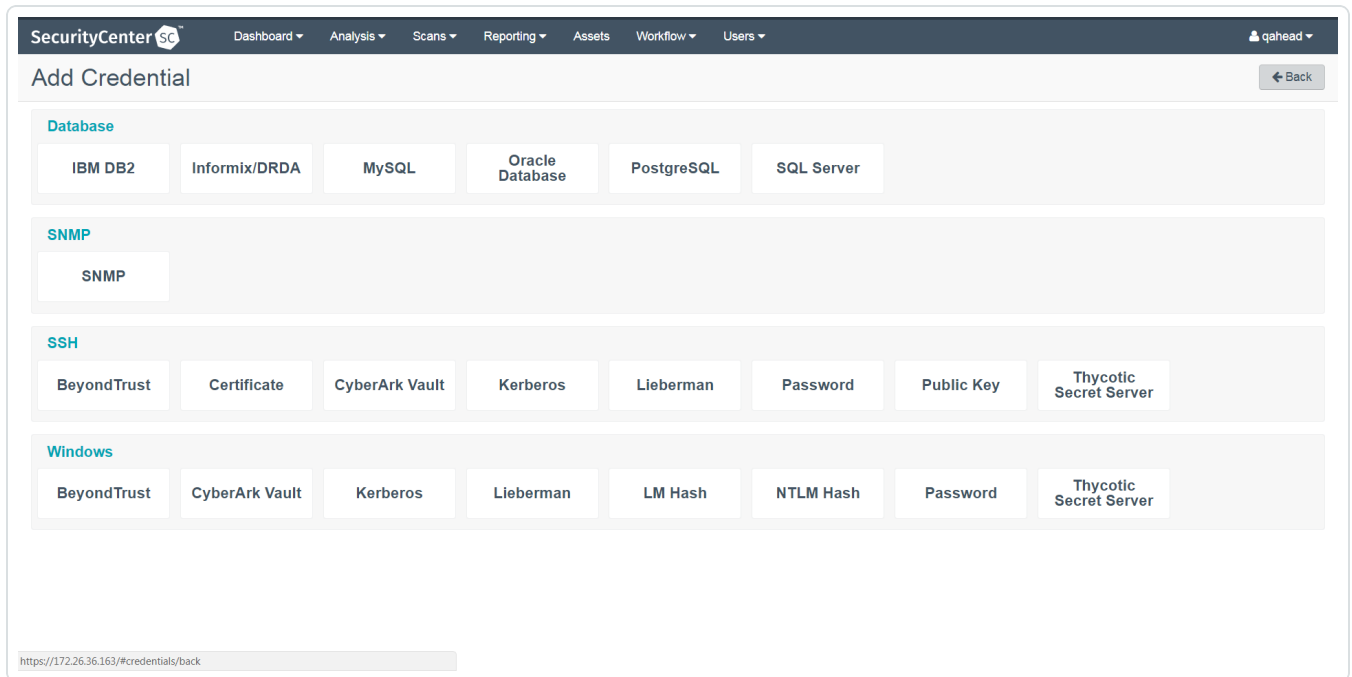 SecurityCenter SC™ Dashboard Analysis Scans Reporting Assets Workflow Users qahead
Add Credential Back
Database
IBM DB2 Informix/DRDA MySQL Oracle Database PostgreSQL SQL Server
SNMP
SNMP
SSH
BeyondTrust Certificate CyberArk Vault Kerberos Lieberman Password Public Key Thycotic Secret Server
Windows
BeyondTrust CyberArk Vault Kerberos Lieberman LM Hash NTLM Hash Password Thycotic Secret Server
https://172.26.36.163/#credentials/back